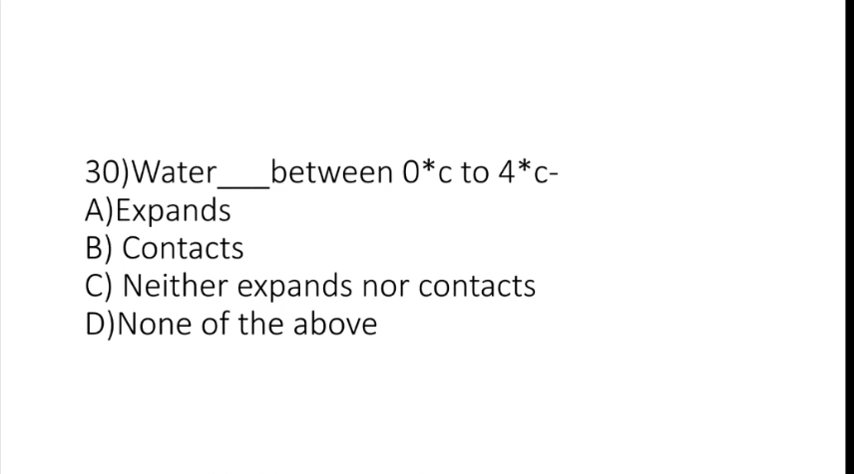 30)Water___between 0*c to 4*c-
A)Expands
B) Contacts
C) Neither expands nor contacts
D)None of the above